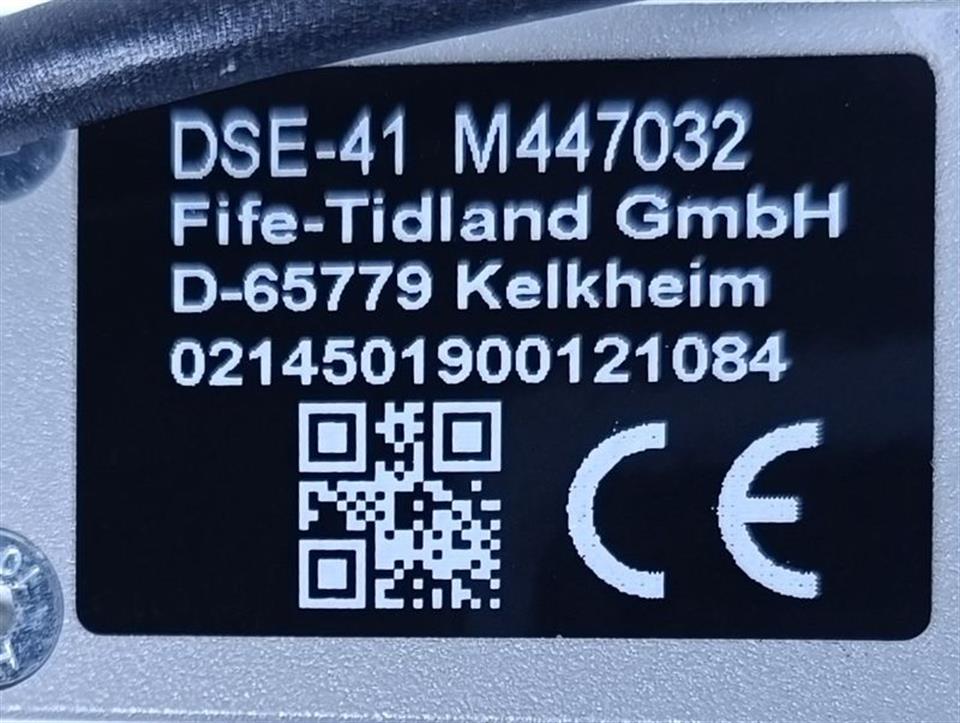 DSE-41 M447032
Fife-Tidland GmbH
D-65779 Kelkheim
0214501900121084
CE